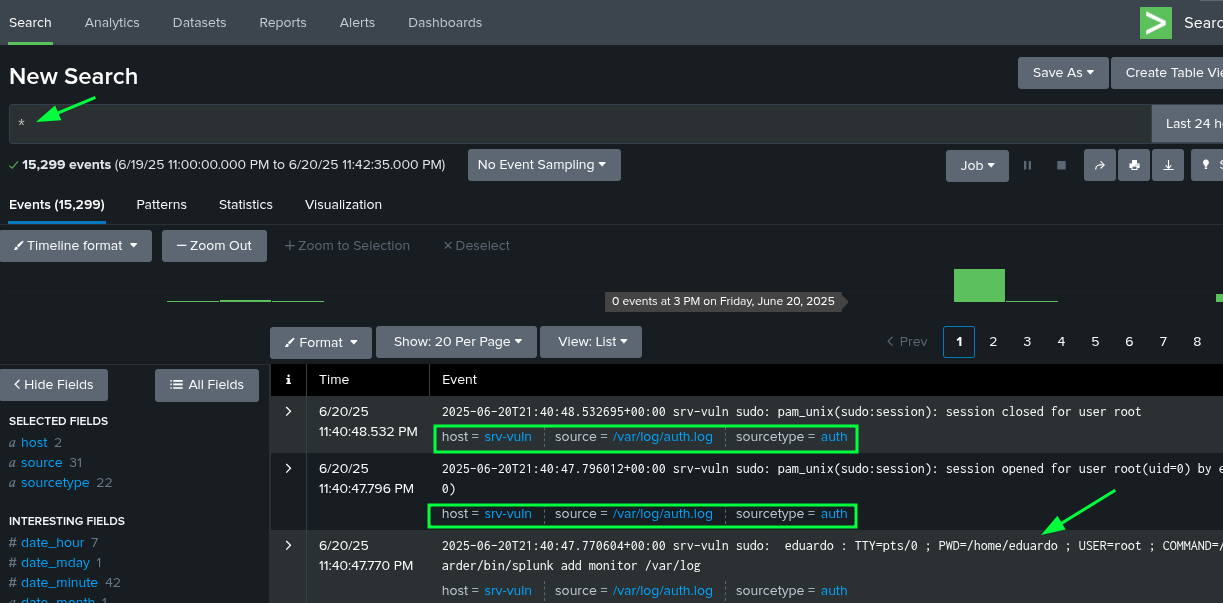 Search Analytics Datasets Reports Alerts Dashboards
New Search
Save As
*
Last 24
15,299 events (6/19/25 11:00:00.000 PM to 6/20/25 11:42:35.000 PM) No Event Sampling Job
Events (15,299) Patterns Statistics Visualization
Timeline format — Zoom Out + Zoom to Selection × Deselect
0 events at 3 PM on Friday, June 20, 2025
Format Show: 20 Per Page View: List < Prev 1 2 3 4 5 6 7 8
< Hide Fields All Fields
i Time Event
SELECTED FIELDS
a host 2
a source 31
a sourcetype 22
INTERESTING FIELDS
# date_hour 7
# date_mday 1
# date_minute 42
a date_month 1
> 6/20/25 2025-06-20T21:40:48.532695+00:00 srv-vuln sudo: pam_unix(sudo:session): session closed for user root
11:40:48.532 PM host = srv-vuln source = /var/log/auth.log sourcetype = auth
> 6/20/25 2025-06-20T21:40:47.796012+00:00 srv-vuln sudo: pam_unix(sudo:session): session opened for user root(uid=0) by
11:40:47.796 PM 0)
host = srv-vuln source = /var/log/auth.log sourcetype = auth
> 6/20/25 2025-06-20T21:40:47.770604+00:00 srv-vuln sudo: eduardo : TTY=pts/0 ; PWD=/home/eduardo ; USER=root ; COMMAND=/
11:40:47.770 PM arder/bin/splunk add monitor /var/log
host = srv-vuln source = /var/log/auth.log sourcetype = auth